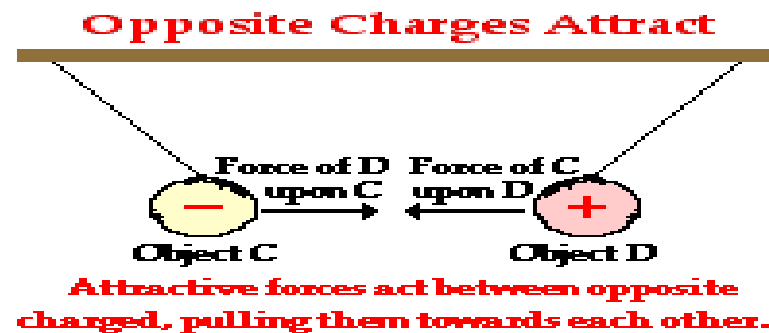 Opposite Charges Attract
Force of D Force of C
upon C upon D
− +
Object C Object D
Attractive forces act between opposite
charged, pulling them towards each other.